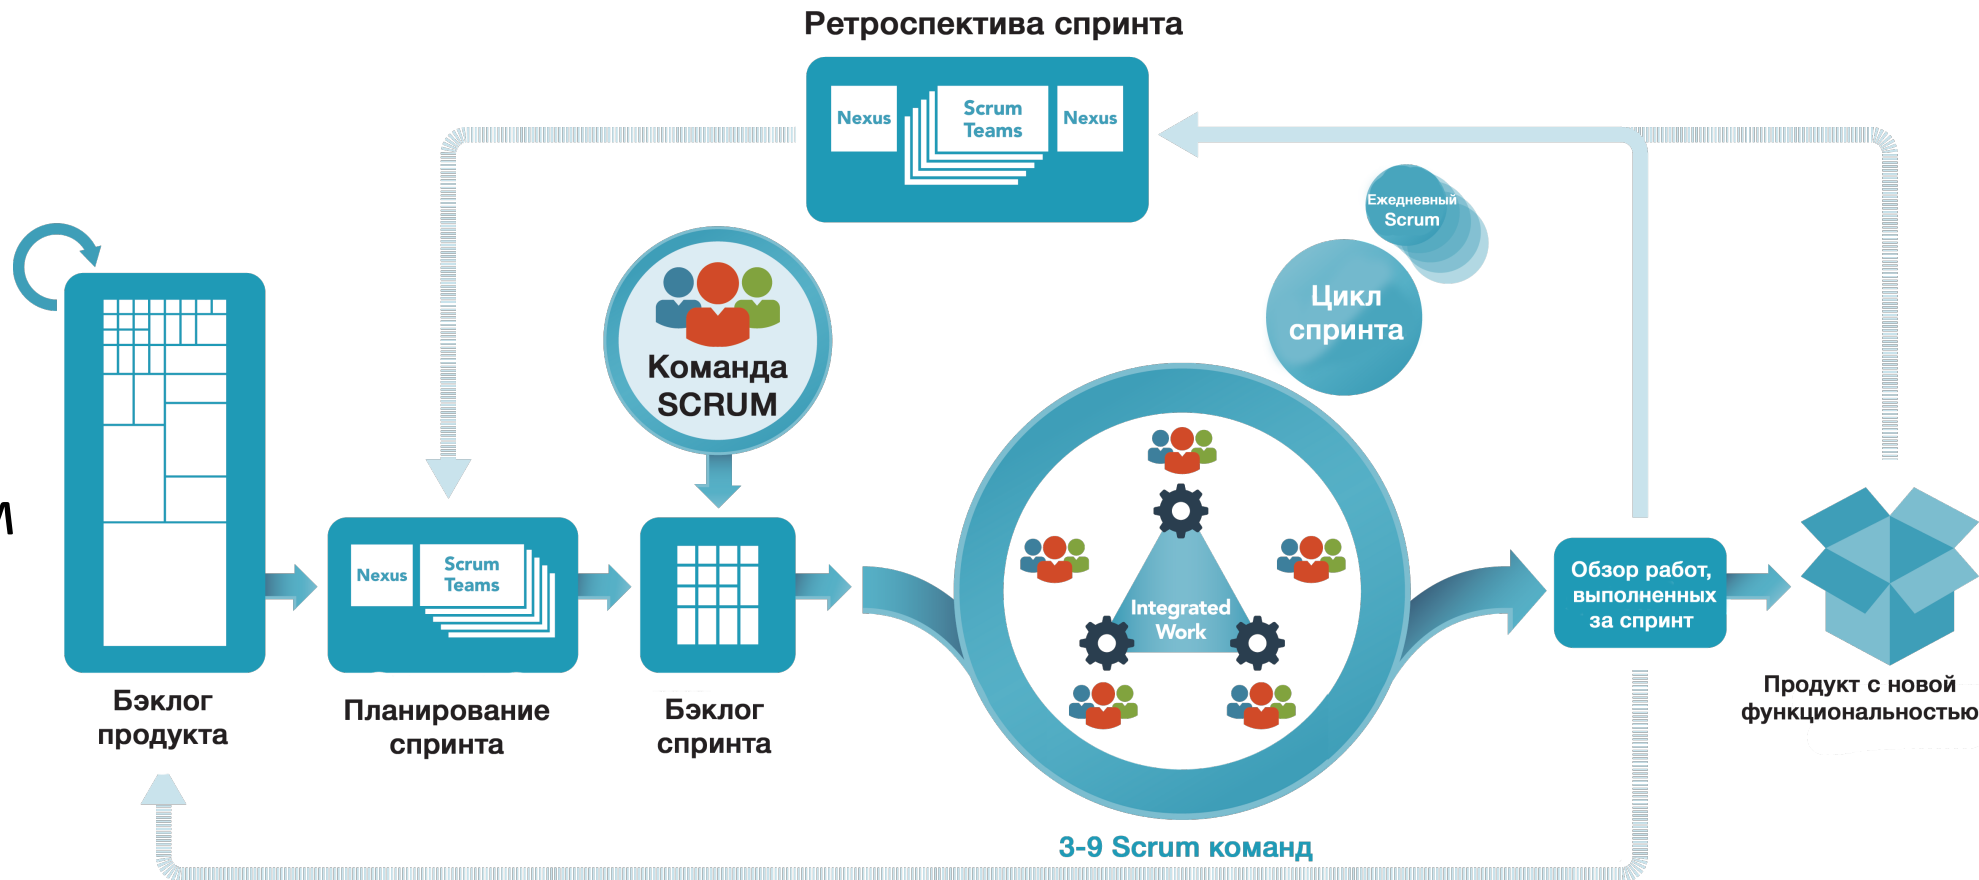 Ретроспектива спринта
Nexus
Scrum
Teams
Nexus
Ежедневный
Scrum
Цикл
спринта
Команда
SCRUM
Nexus
Scrum
Teams
Integrated
Work
Обзор работ,
выполненных
за спринт
Бэклог
продукта
Планирование
спринта
Бэклог
спринта
Продукт с новой
функциональностью
3-9 Scrum команд